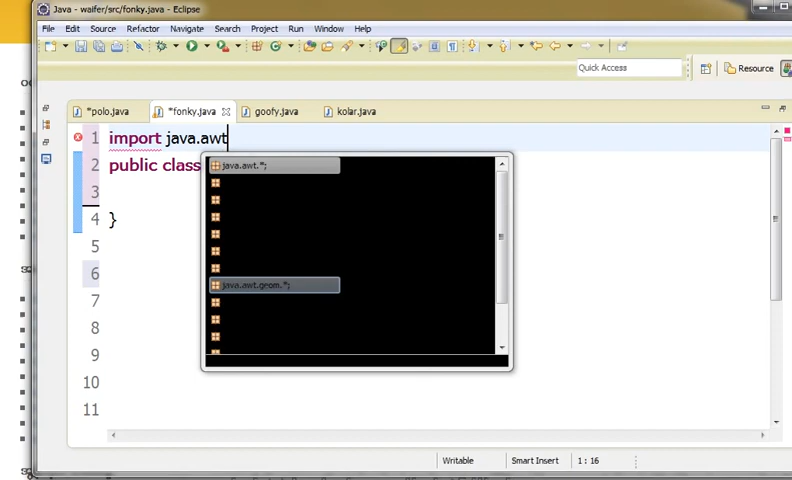 Java - waifer/src/fonky.java - Eclipse
File Edit Source Refactor Navigate Search Project Run Window Help
Quick Access Resource
*polo.java *fonky.java goofy.java kolar.java
1 import java.awt
2 public class
java.awt.*;
3
4 }
5
6
java.awt.geom.*;
7
8
9
10
11
Writable Smart Insert 1 : 16